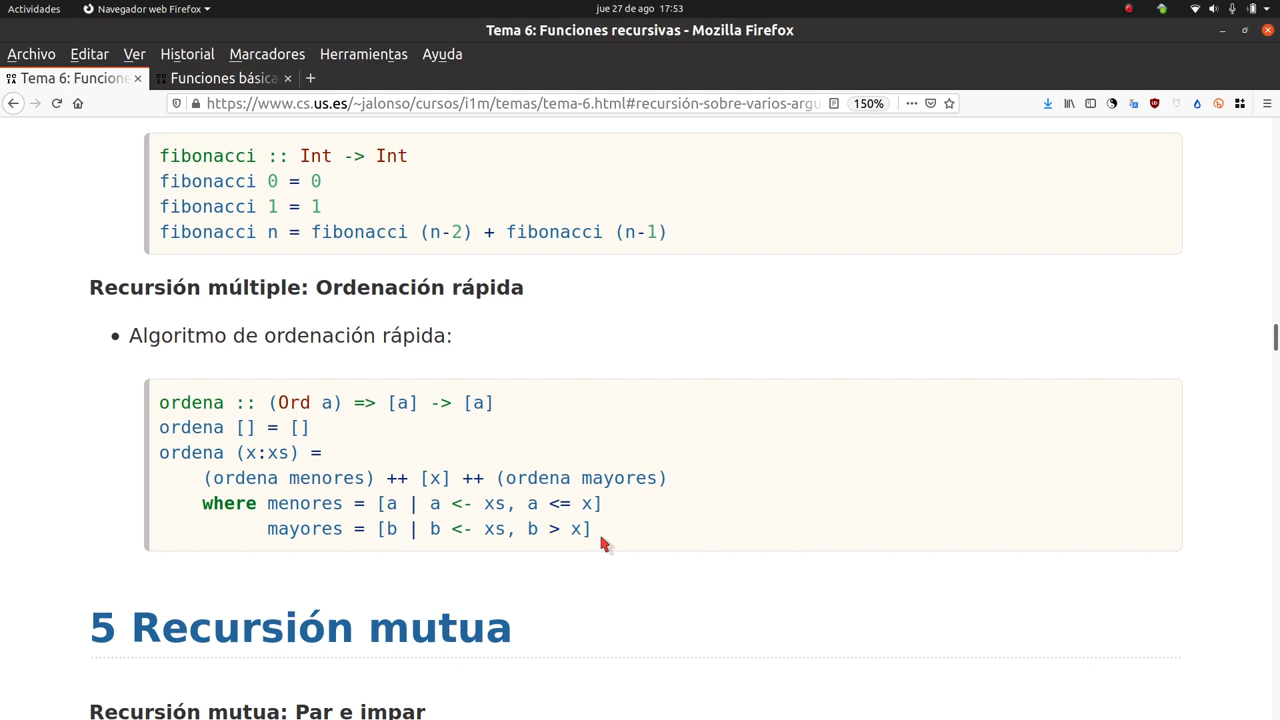 Actividades
Navegador web Firefox
jue 27 de ago 17:53
Tema 6: Funciones recursivas - Mozilla Firefox
Archivo Editar Ver Historial Marcadores Herramientas Ayuda
Tema 6: Funcione
Funciones básica
https://www.cs.us.es/~jalonso/cursos/i1m/temas/tema-6.html#recursión-sobre-varios-argu
150%
fibonacci :: Int -> Int
fibonacci 0 = 0
fibonacci 1 = 1
fibonacci n = fibonacci (n-2) + fibonacci (n-1)
Recursión múltiple: Ordenación rápida
• Algoritmo de ordenación rápida:
ordena :: (Ord a) => [a] -> [a]
ordena [] = []
ordena (x:xs) =
(ordena menores) ++ [x] ++ (ordena mayores)
where menores = [a | a <- xs, a <= x]
mayores = [b | b <- xs, b > x]
5 Recursión mutua
Recursión mutua: Par e impar